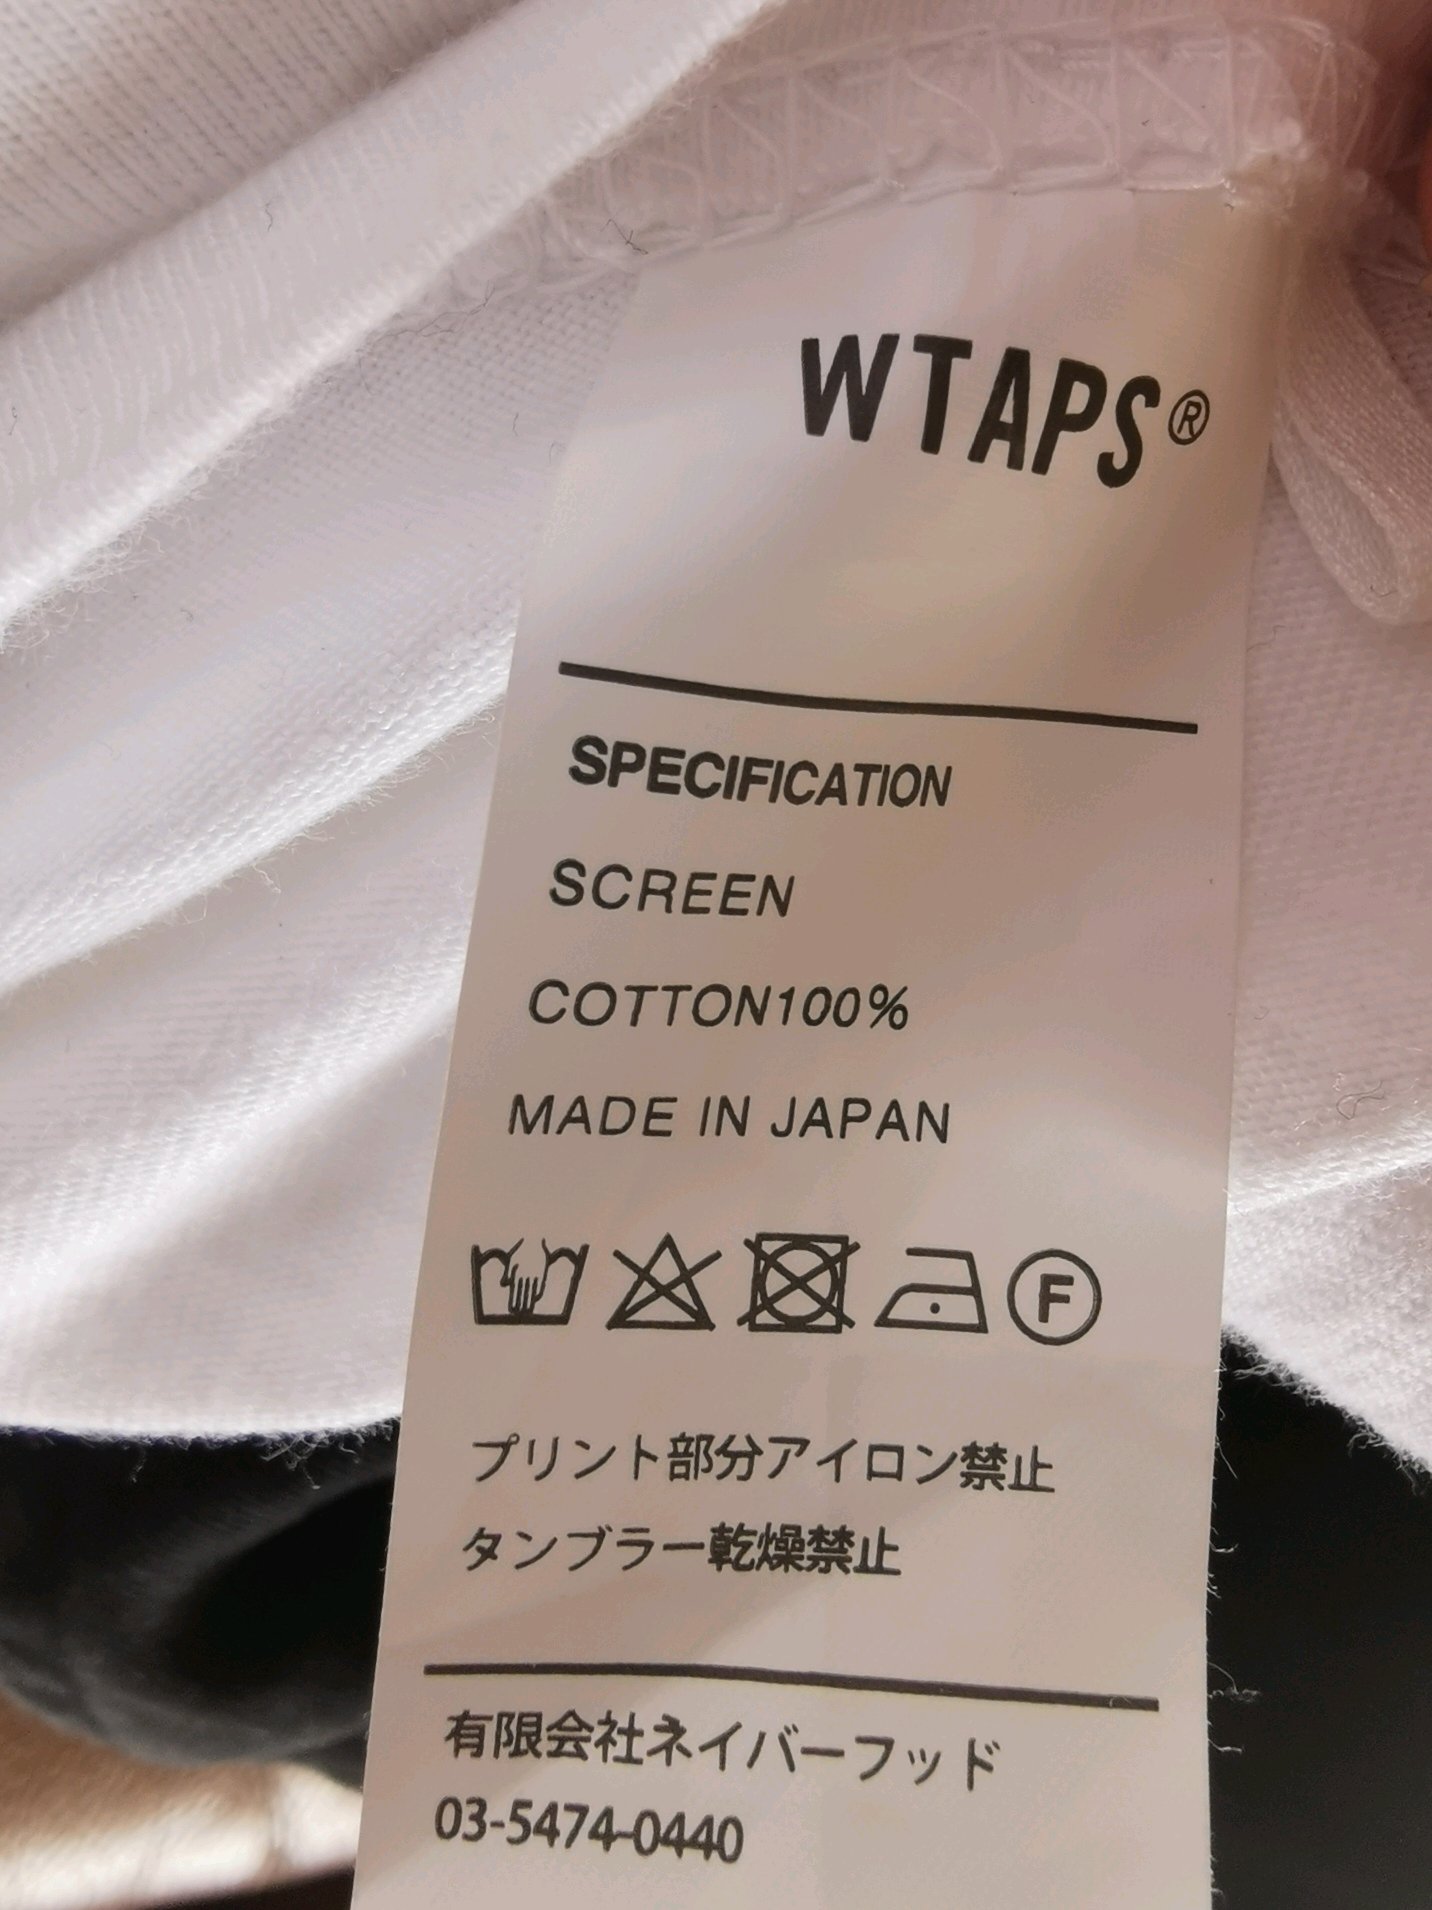 WTAPS®
SPECIFICATION
SCREEN
COTTON100%
MADE IN JAPAN
F
プリント部分アイロン禁止
タンブラー乾燥禁止
有限会社ネイバーフッド
03-5474-0440